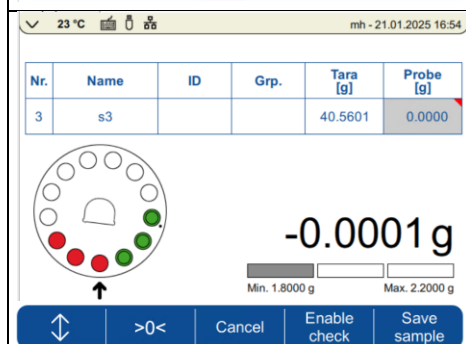 23 °C mh - 21.01.2025 16:54
Nr. Name ID Grp. Tara [g] Probe [g]
3 s3 40.5601 0.0000
-0.0001 g
Min. 1.8000 g Max. 2.2000 g
>0< Cancel Enable check Save sample